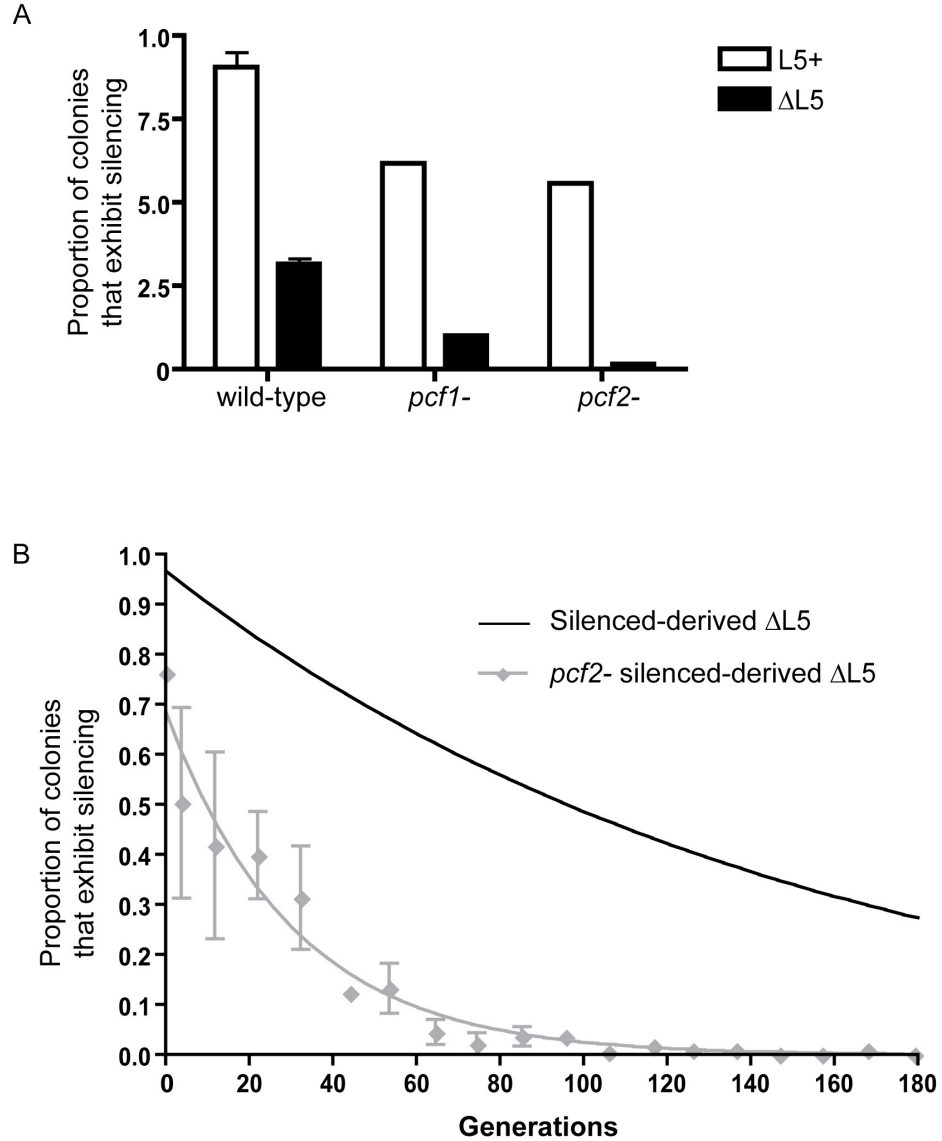 A
Proportion of colonies
that exhibit silencing
1.0
7.5
5.0
2.5
0
wild-type
pcf1-
pcf2-
L5+
ΔL5
B
Proportion of colonies
that exhibit silencing
1.0
0.9
0.8
0.7
0.6
0.5
0.4
0.3
0.2
0.1
0.0
Silenced-derived ΔL5
pcf2- silenced-derived ΔL5
0 20 40 60 80 100 120 140 160 180
Generations